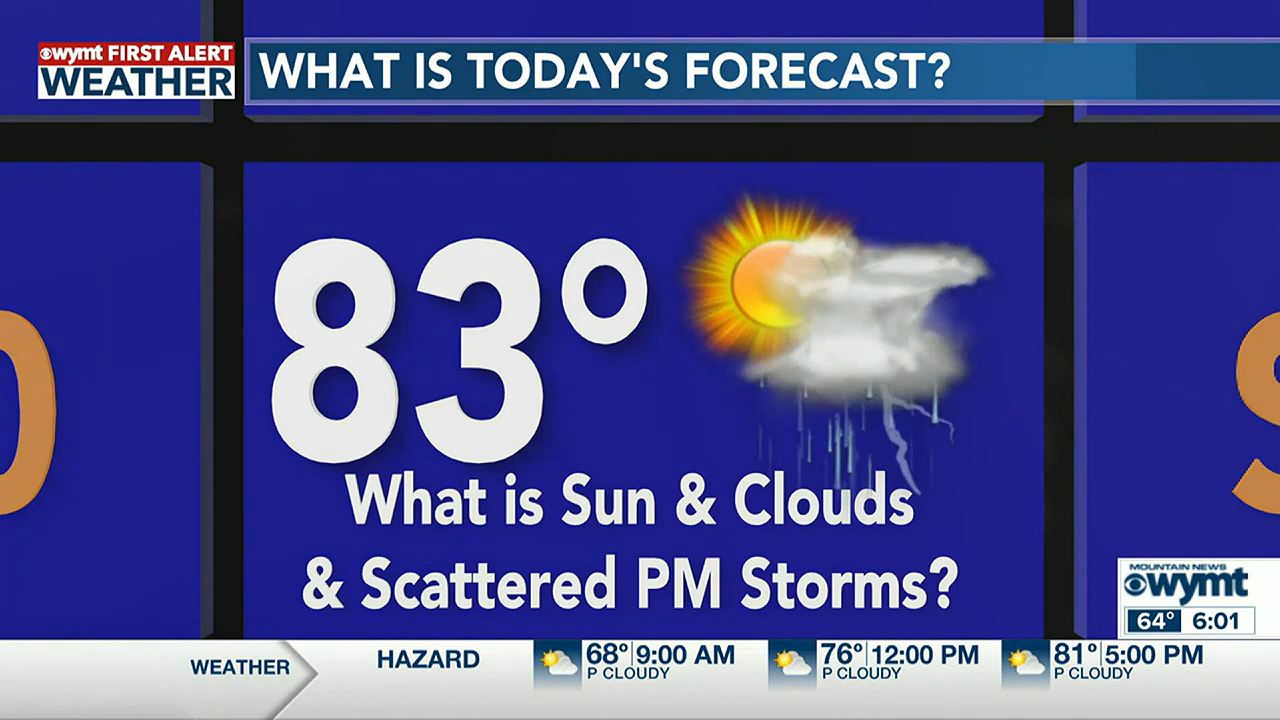 wymt FIRST ALERT
WEATHER
WHAT IS TODAY'S FORECAST?
83°
What is Sun & Clouds
& Scattered PM Storms?
MOUNTAIN NEWS
wymt
64° 6:01
WEATHER
HAZARD
68° 9:00 AM
P CLOUDY
76° 12:00 PM
P CLOUDY
81° 5:00 PM
P CLOUDY